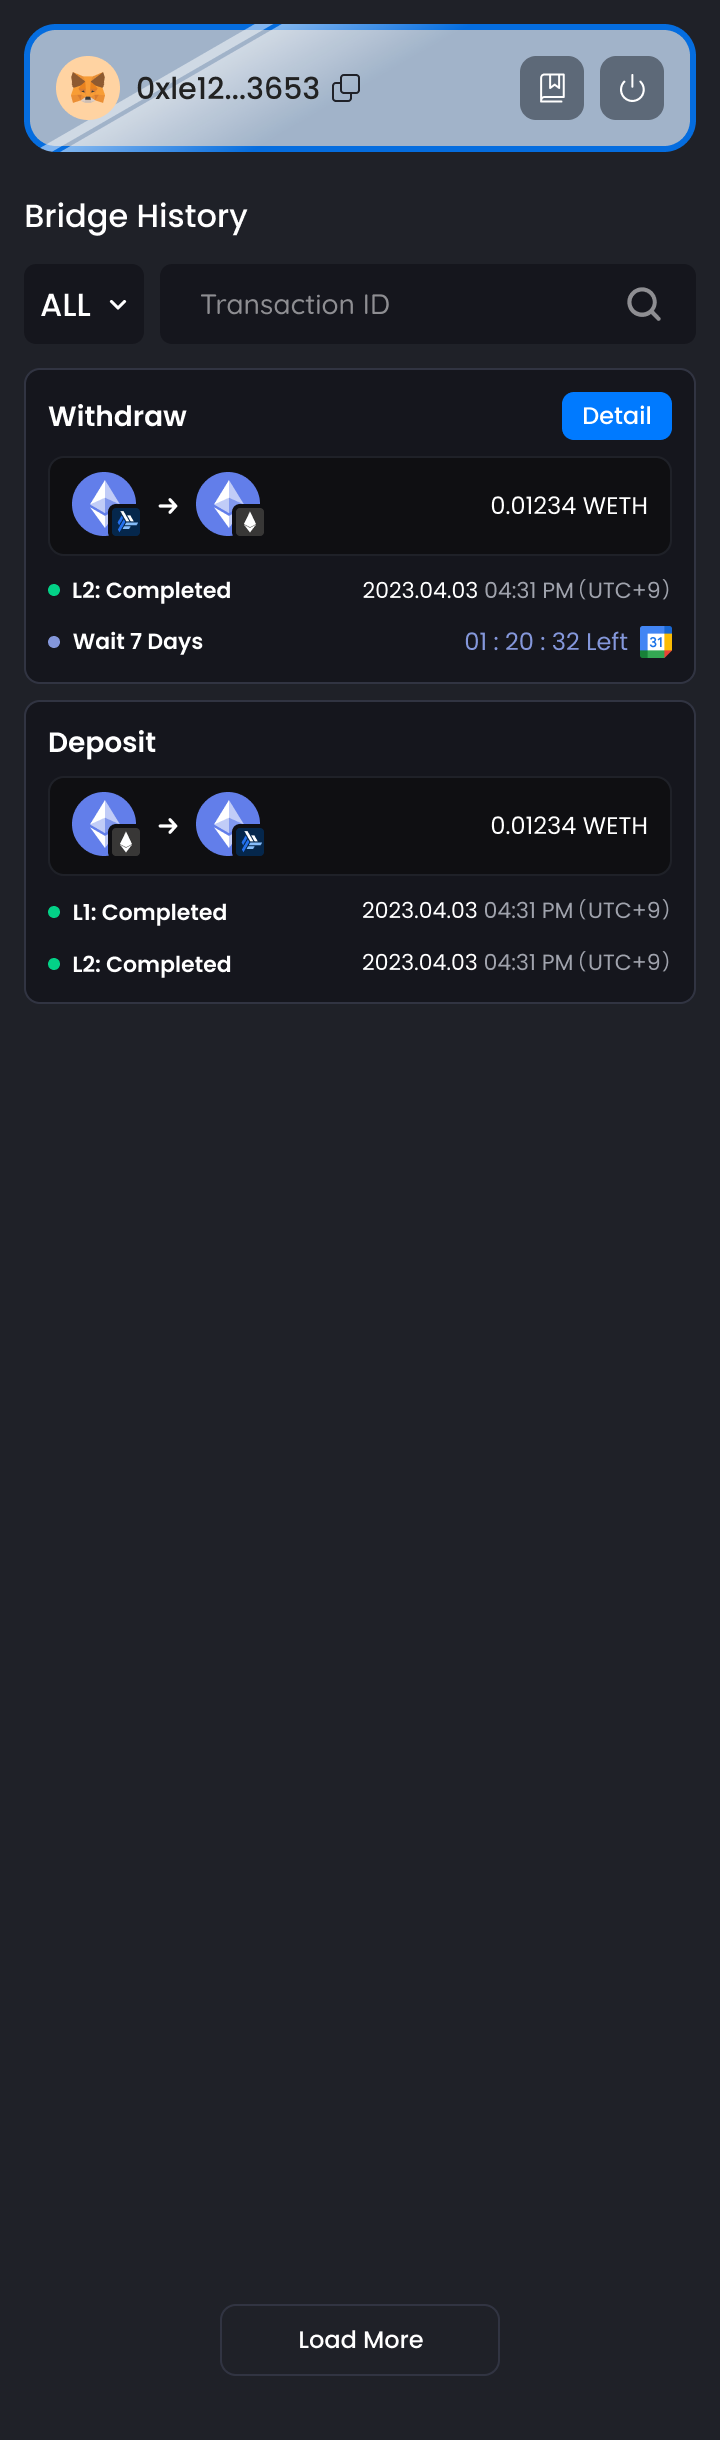 0xle12...3653
Bridge History
ALL
Transaction ID
Withdraw
Detail
0.01234 WETH
L2: Completed
2023.04.03 04:31 PM (UTC+9)
Wait 7 Days
01 : 20 : 32 Left
31
Deposit
0.01234 WETH
L1: Completed
2023.04.03 04:31 PM (UTC+9)
L2: Completed
2023.04.03 04:31 PM (UTC+9)
Load More